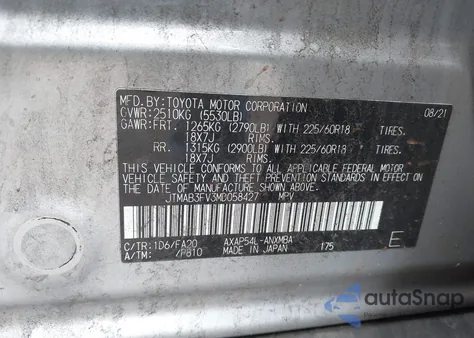 MFD.BY:TOYOTA MOTOR CORPORATION 08/21
GVWR:2510KG (5530LB)
GAWR:FRT. 1265KG (2790LB) WITH 225/60R18 TIRES.
18X7J RIMS.
RR. 1315KG (2900LB) WITH 225/60R18 TIRES.
18X7J RIMS.
THIS VEHICLE CONFORMS TO ALL APPLICABLE FEDERAL MOTOR
VEHICLE SAFETY AND THEFT PREVENTION STANDARDS IN EFFECT
ON THE DATE OF MANUFACTURE SHOWN ABOVE.
JTMAB3FV3MD058427 MPV
C/TR:1D6/FA20 AXAP54L-ANXMBA 175 E
A/TM: /P810 MADE IN JAPAN
autoSnap
by Carfast